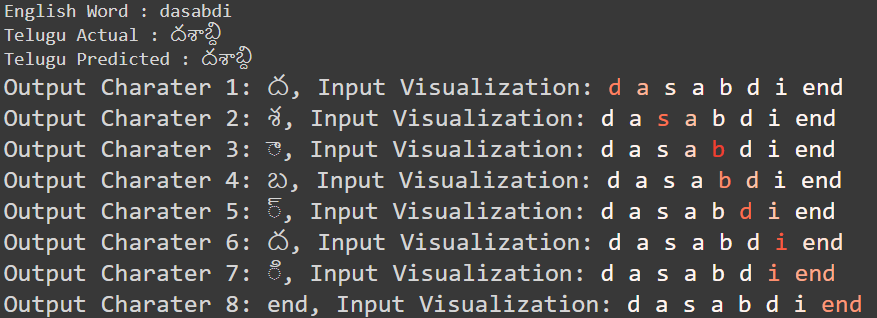 English Word : dasabdi
Telugu Actual : దశాబ్ది
Telugu Predicted : దశాబ్ది
Output Charater 1: ద, Input Visualization: d a s a b d i end
Output Charater 2: శ, Input Visualization: d a s a b d i end
Output Charater 3: ా, Input Visualization: d a s a b d i end
Output Charater 4: బ, Input Visualization: d a s a b d i end
Output Charater 5: ్, Input Visualization: d a s a b d i end
Output Charater 6: ద, Input Visualization: d a s a b d i end
Output Charater 7: ి, Input Visualization: d a s a b d i end
Output Charater 8: end, Input Visualization: d a s a b d i end